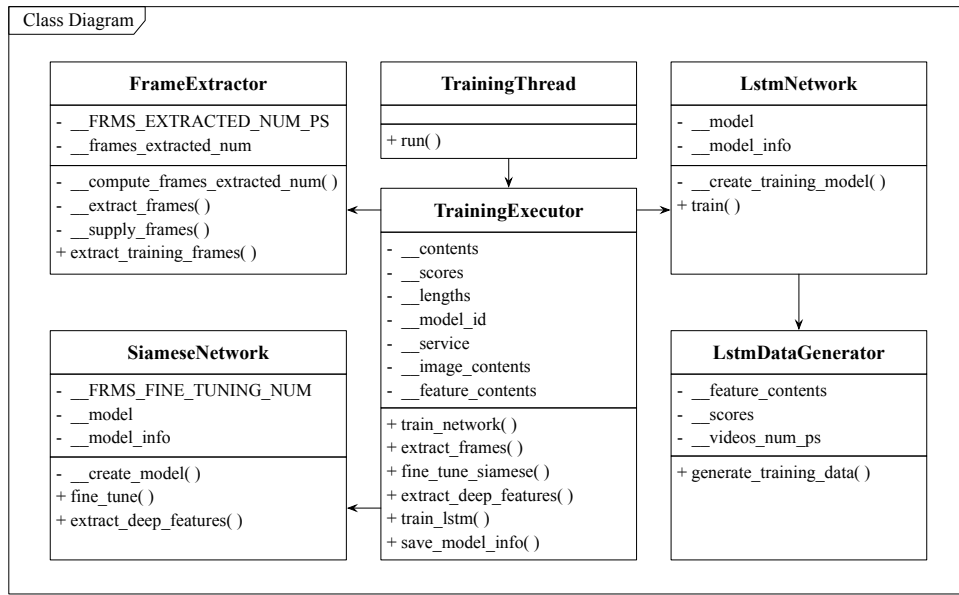 Class Diagram
FrameExtractor
- __FRMS_EXTRACTED_NUM_PS
- __frames_extracted_num
- __compute_frames_extracted_num( )
- __extract_frames( )
- __supply_frames( )
+ extract_training_frames( )
TrainingThread
+ run( )
LstmNetwork
- __model
- __model_info
- __create_training_model( )
+ train( )
TrainingExecutor
- __contents
- __scores
- __lengths
- __model_id
- __service
- __image_contents
- __feature_contents
+ train_network( )
+ extract_frames( )
+ fine_tune_siamese( )
+ extract_deep_features( )
+ train_lstm( )
+ save_model_info( )
SiameseNetwork
- __FRMS_FINE_TUNING_NUM
- __model
- __model_info
- __create_model( )
+ fine_tune( )
+ extract_deep_features( )
LstmDataGenerator
- __feature_contents
- __scores
- __videos_num_ps
+ generate_training_data( )